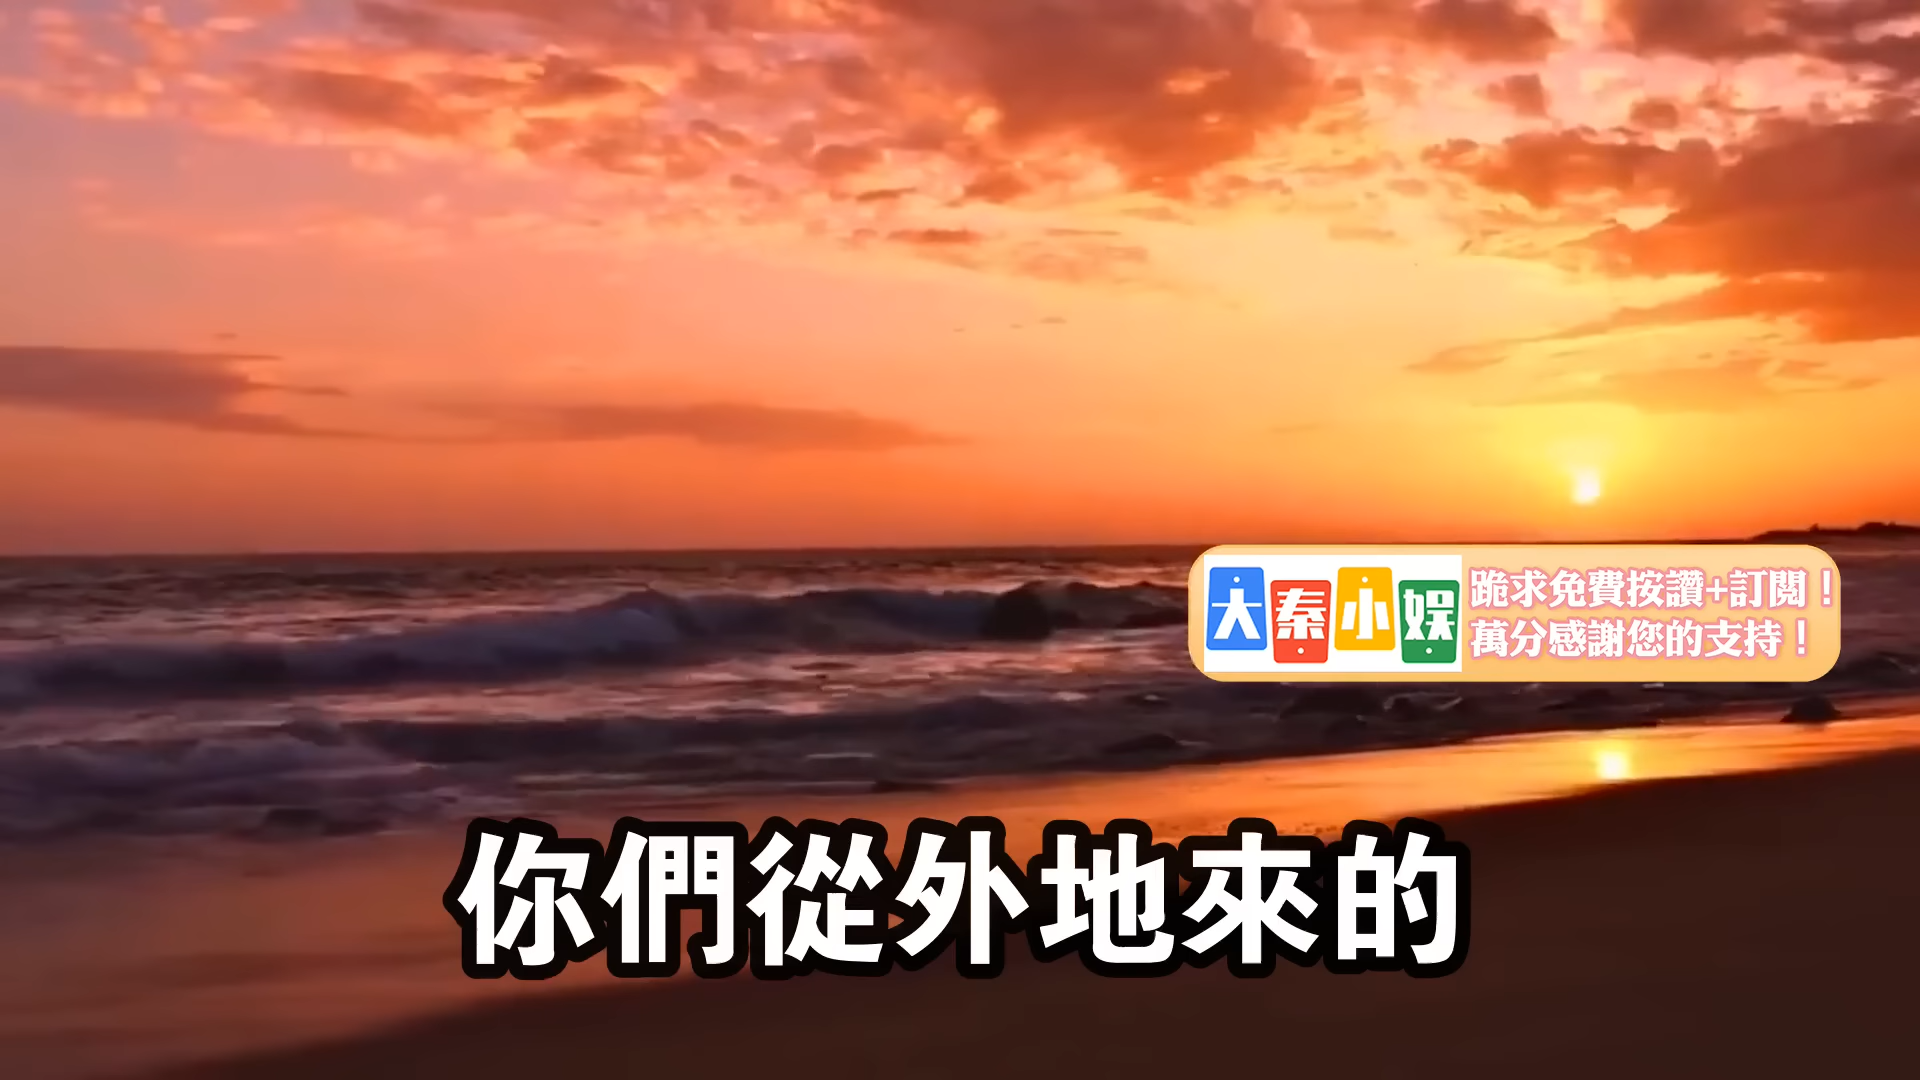 大秦小娱
跪求免費按讚+訂閱！
萬分感謝您的支持！
你們從外地來的